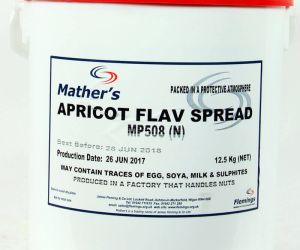 Mather's
PACKED IN A PROTECTIVE ATMOSPHERE
APRICOT FLAV SPREAD
MP508 (N)
Best Before: 26 JUN 2018
Production Date: 26 JUN 2017
12.5 Kg (NET)
MAY CONTAIN TRACES OF EGG, SOYA, MILK & SULPHITES
PRODUCED IN A FACTORY THAT HANDLES NUTS
Flemings